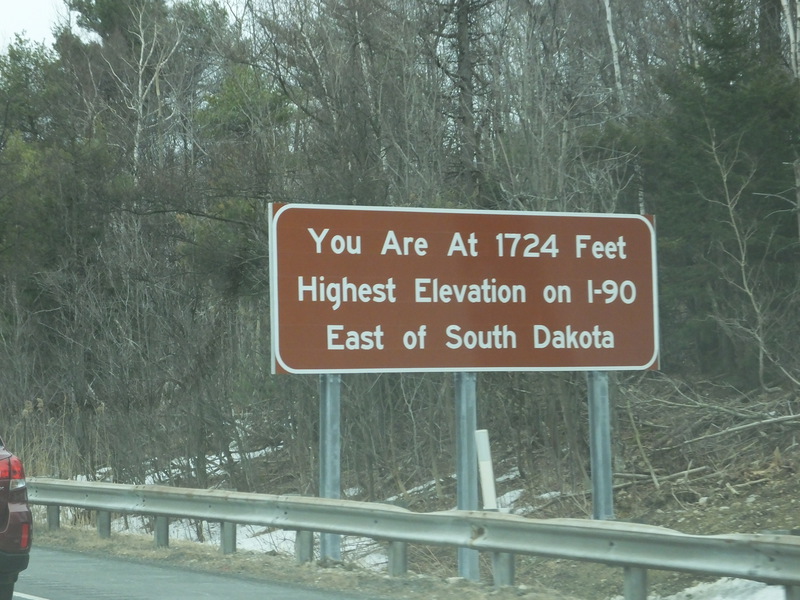 You Are At 1724 Feet
Highest Elevation on I-90
East of South Dakota